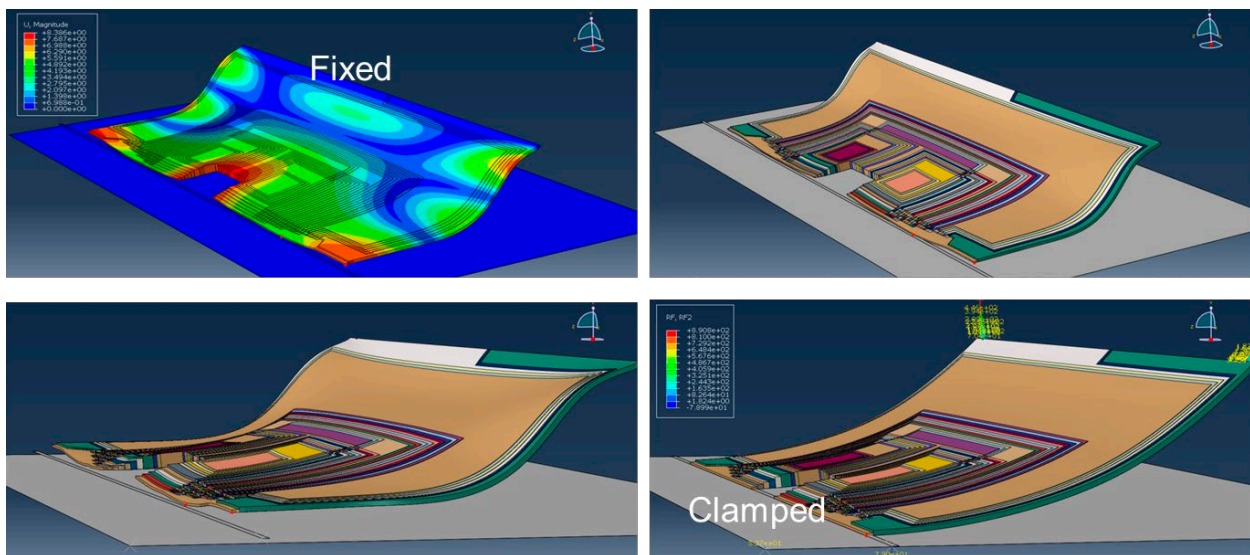 U, Magnitude
+8.386e+00
+7.687e+00
+6.988e+00
+6.290e+00
+5.591e+00
+4.892e+00
+4.193e+00
+3.494e+00
+2.795e+00
+2.097e+00
+1.398e+00
+6.988e-01
+0.000e+00
Fixed
RF, RF2
+8.908e+02
+8.100e+02
+7.292e+02
+6.484e+02
+5.676e+02
+4.867e+02
+4.059e+02
+3.251e+02
+2.443e+02
+1.635e+02
+8.264e+01
+1.824e+00
-7.899e+01
Clamped